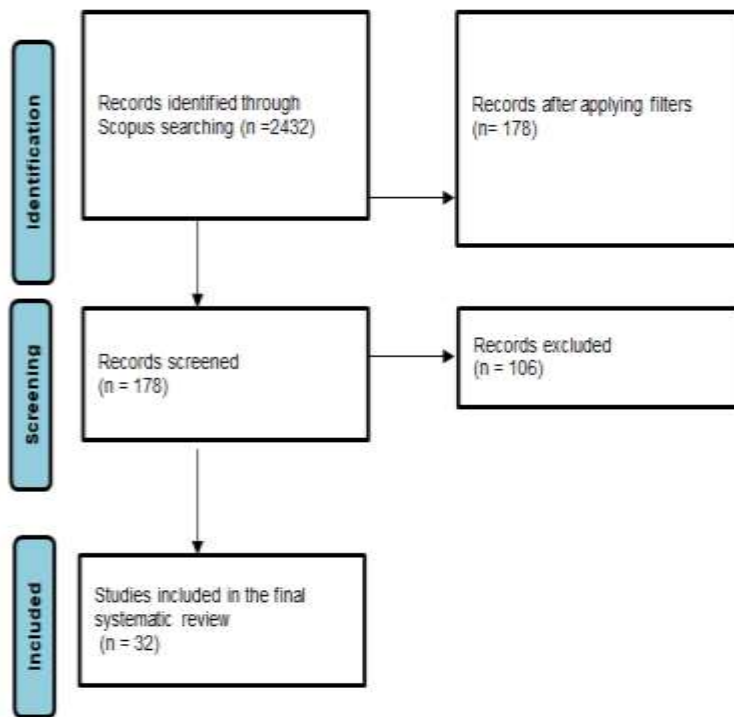 Identification
Records identified through
Scopus searching (n =2432)
Records after applying filters
(n= 178)
Screening
Records screened
(n = 178)
Records excluded
(n = 106)
Included
Studies included in the final
systematic review
(n = 32)